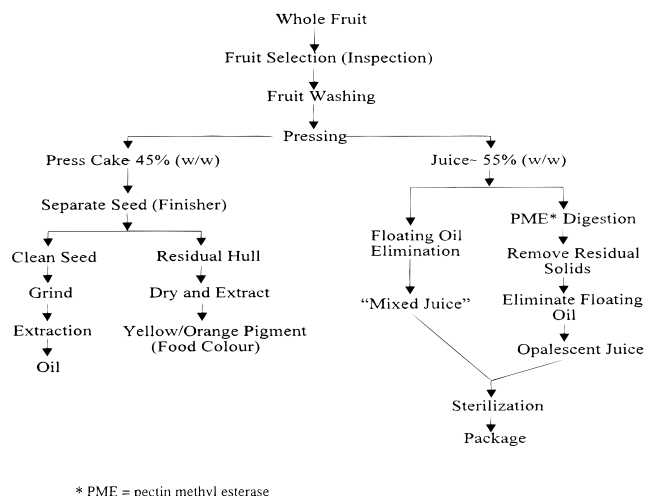 Whole Fruit
Fruit Selection (Inspection)
Fruit Washing
Pressing
Press Cake~ 45% (w/w)
Juice~ 55% (w/w)
Separate Seed (Finisher)
Clean Seed
Residual Hull
Grind
Dry and Extract
Extraction
Yellow/Orange Pigment
(Food Colour)
Oil
Floating Oil
Elimination
"Mixed Juice"
PME* Digestion
Remove Residual
Solids
Eliminate Floating
Oil
Opalescent Juice
Sterilization
Package
* PME = pectin methyl esterase